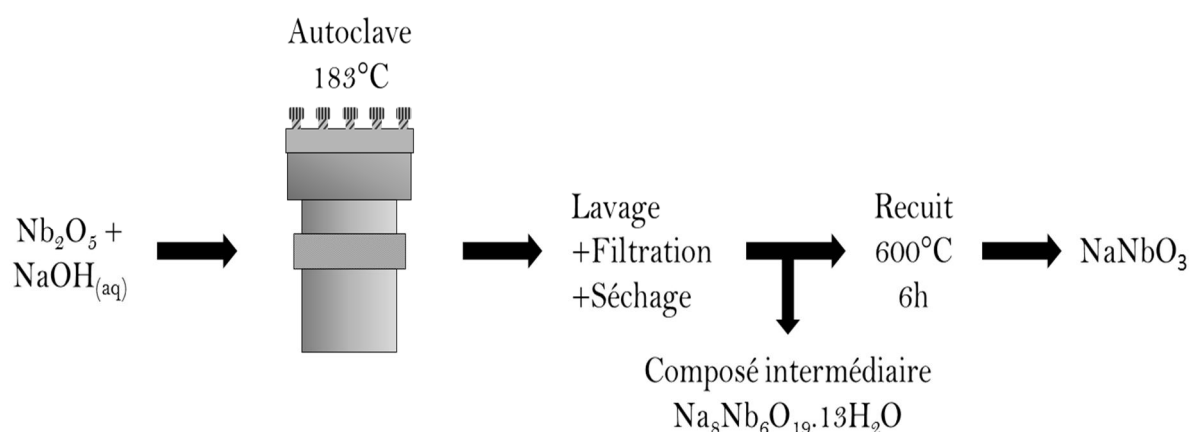 Autoclave
183°C
Nb₂O₅ +
NaOH₍aq₎
Lavage
+Filtration
+Séchage
Recuit
600°C
6h
NaNbO₃
Composé intermédiaire
Na₈Nb₆O₁₉.13H₂O